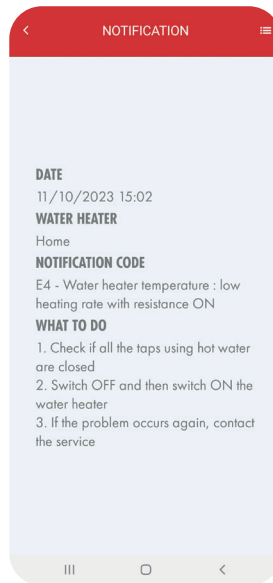 NOTIFICATION
DATE
11/10/2023 15:02
WATER HEATER
Home
NOTIFICATION CODE
E4 - Water heater temperature : low
heating rate with resistance ON
WHAT TO DO
1. Check if all the taps using hot water
are closed
2. Switch OFF and then switch ON the
water heater
3. If the problem occurs again, contact
the service